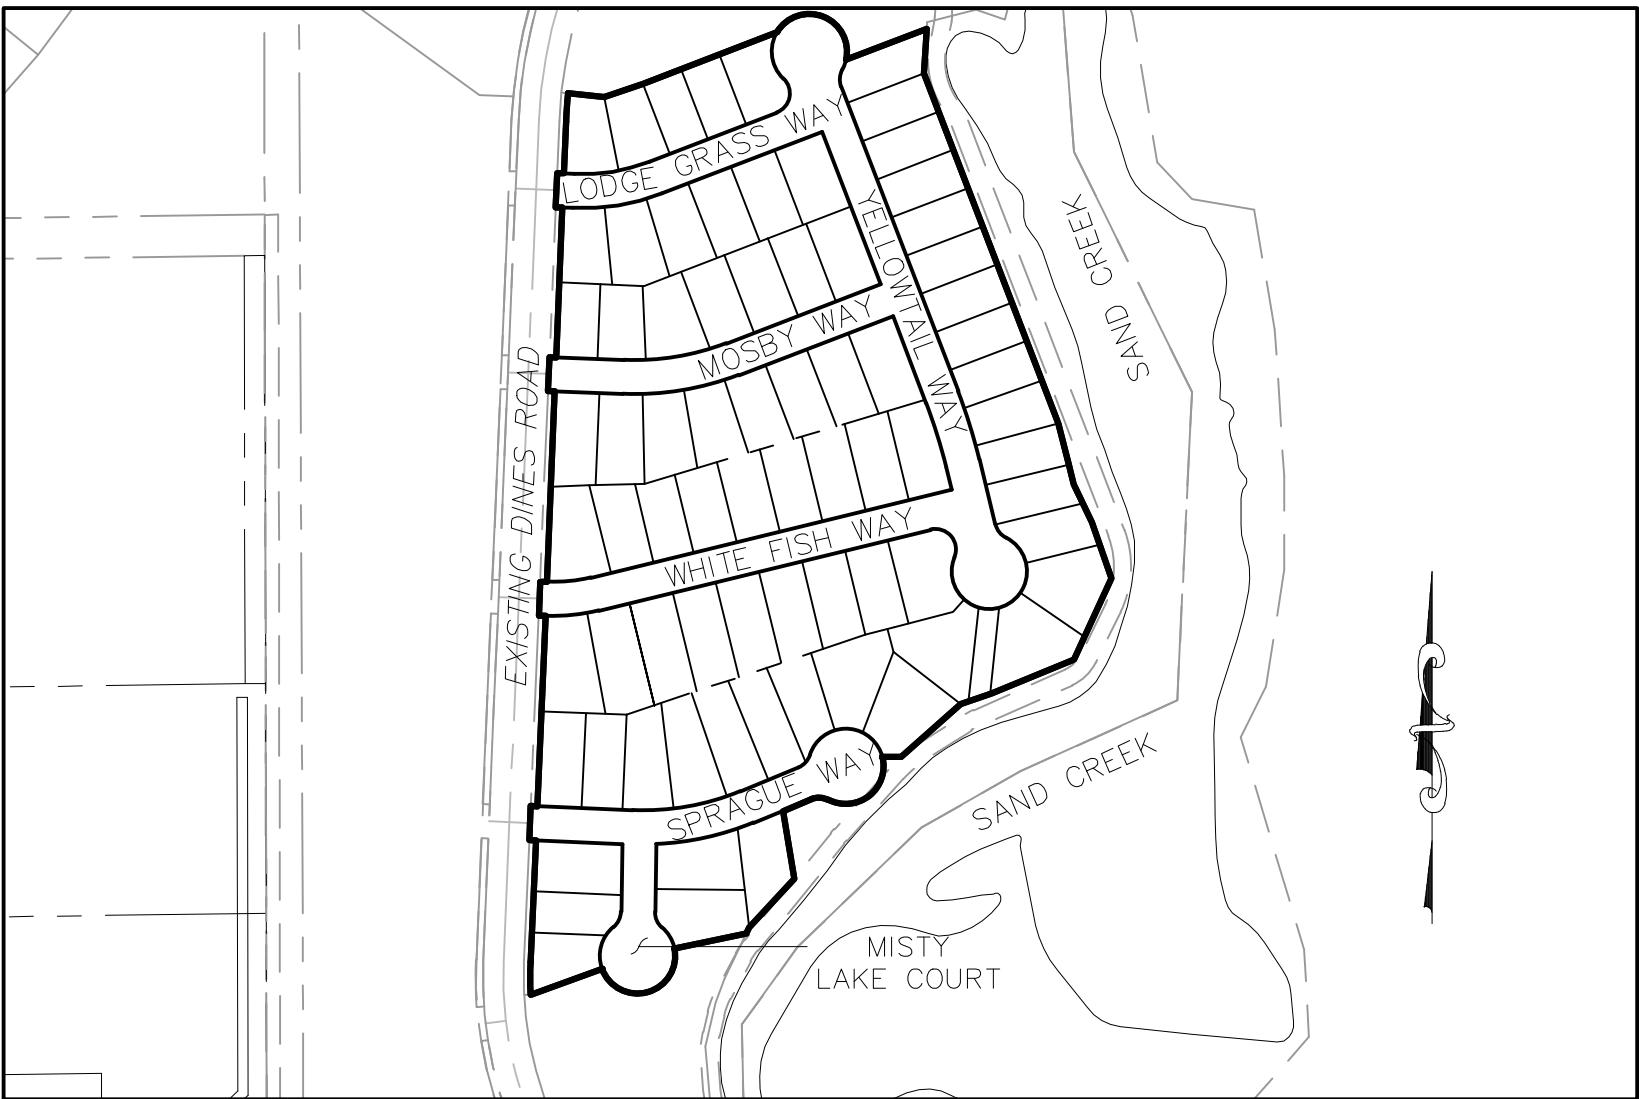 LODGE GRASS WAY
YELLOWTAIL WAY
SAND CREEK
MOSBY WAY
EXISTING DINES ROAD
WHITE FISH WAY
SPRAGUE WAY
SAND CREEK
MISTY
LAKE COURT